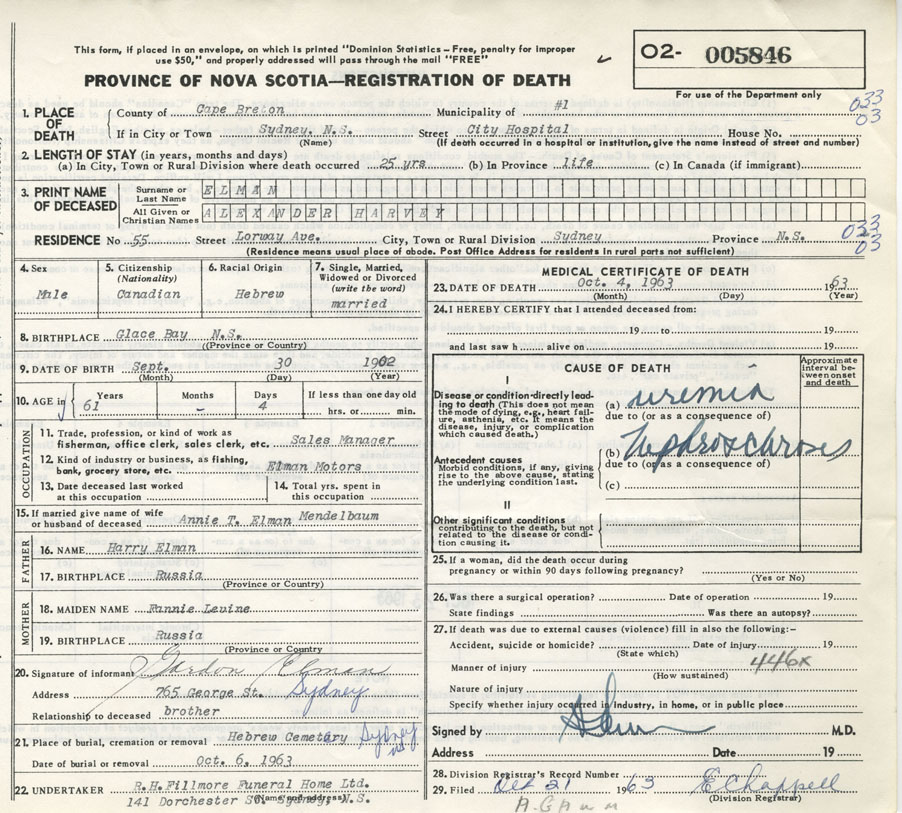 This form, if placed in an envelope, on which is printed "Dominion Statistics – Free, penalty for improper
use $50," and properly addressed will pass through the mail "FREE"
O2- 005846
PROVINCE OF NOVA SCOTIA—REGISTRATION OF DEATH
For use of the Department only
033
03
1. PLACE OF DEATH
County of Cape Breton Municipality of #1
If in City or Town Sydney, N.S. Street City Hospital House No.
(Name) (If death occurred in a hospital or institution, give the name instead of street and number)
2. LENGTH OF STAY (in years, months and days)
(a) In City, Town or Rural Division where death occurred 25 yrs (b) In Province life (c) In Canada (if immigrant)
3. PRINT NAME OF DECEASED
Surname or Last Name ELMAN
All Given or Christian Names ALEXANDER HARVEY
033
03
RESIDENCE No 55 Street Lorway Ave. City, Town or Rural Division Sydney Province N.S.
(Residence means usual place of abode. Post Office Address for residents in rural parts not sufficient)
4. Sex
Male
5. Citizenship (Nationality)
Canadian
6. Racial Origin
Hebrew
7. Single, Married, Widowed or Divorced (write the word)
married
8. BIRTHPLACE Glace Bay N.S.
((Province or Country)
9. DATE OF BIRTH Sept. 30 1902
(Month) (Day) (Year)
10. AGE in
Years Months Days If less than one day old
61 - 4 hrs. or min.
OCCUPATION
11. Trade, profession, or kind of work as
fisherman, office clerk, sales clerk, etc. Sales Manager
12. Kind of industry or business, as fishing,
bank, grocery store, etc. Elman Motors
13. Date deceased last worked
at this occupation
14. Total yrs. spent in
this occupation
15. If married give name of wife
or husband of deceased Annie T. Elman Mendelbaum
FATHER
16. NAME Harry Elman
17. BIRTHPLACE Russia
(Province or Country)
MOTHER
18. MAIDEN NAME Fannie Levine
19. BIRTHPLACE Russia
(Province or Country)
20. Signature of informant Gordon Elman
Address 765 George St. Sydney
Relationship to deceased brother
21. Place of burial, cremation or removal Hebrew Cemetery Sydney NS
Date of burial or removal Oct. 6, 1963
22. UNDERTAKER R.H. Fillmore Funeral Home Ltd.
141 Dorchester St. Sydney, N.S.
(Name and address)
MEDICAL CERTIFICATE OF DEATH
23. DATE OF DEATH Oct. 4, 1963 1963
(Month) (Day) (Year)
24. I HEREBY CERTIFY that I attended deceased from:
19 to 19
and last saw h alive on 19
CAUSE OF DEATH
Approximate interval between onset and death
I
Disease or condition directly leading to death (This does not mean the mode of dying, e.g., heart failure, asthenia, etc. It means the disease, injury, or complication which caused death.)
(a) uremia
due to (or as a consequence of)
Antecedent causes
Morbid conditions, if any, giving rise to the above cause, stating the underlying condition last.
(b) Nephrosclerosis
due to (or as a consequence of)
(c)
II
Other significant conditions
contributing to the death, but not related to the disease or condition causing it.
25. If a woman, did the death occur during
pregnancy or within 90 days following pregnancy?
(Yes or No)
26. Was there a surgical operation? Date of operation 19
State findings Was there an autopsy?
27. If death was due to external causes (violence) fill in also the following:–
Accident, suicide or homicide? Date of injury 19
(State which)
446x
Manner of injury
(How sustained)
Nature of injury
Specify whether injury occurred in industry, in home, or in public place
Signed by M.D.
Address Date 19
28. Division Registrar's Record Number
29. Filed Oct 21 1963 E Chappell
(Division Registrar)